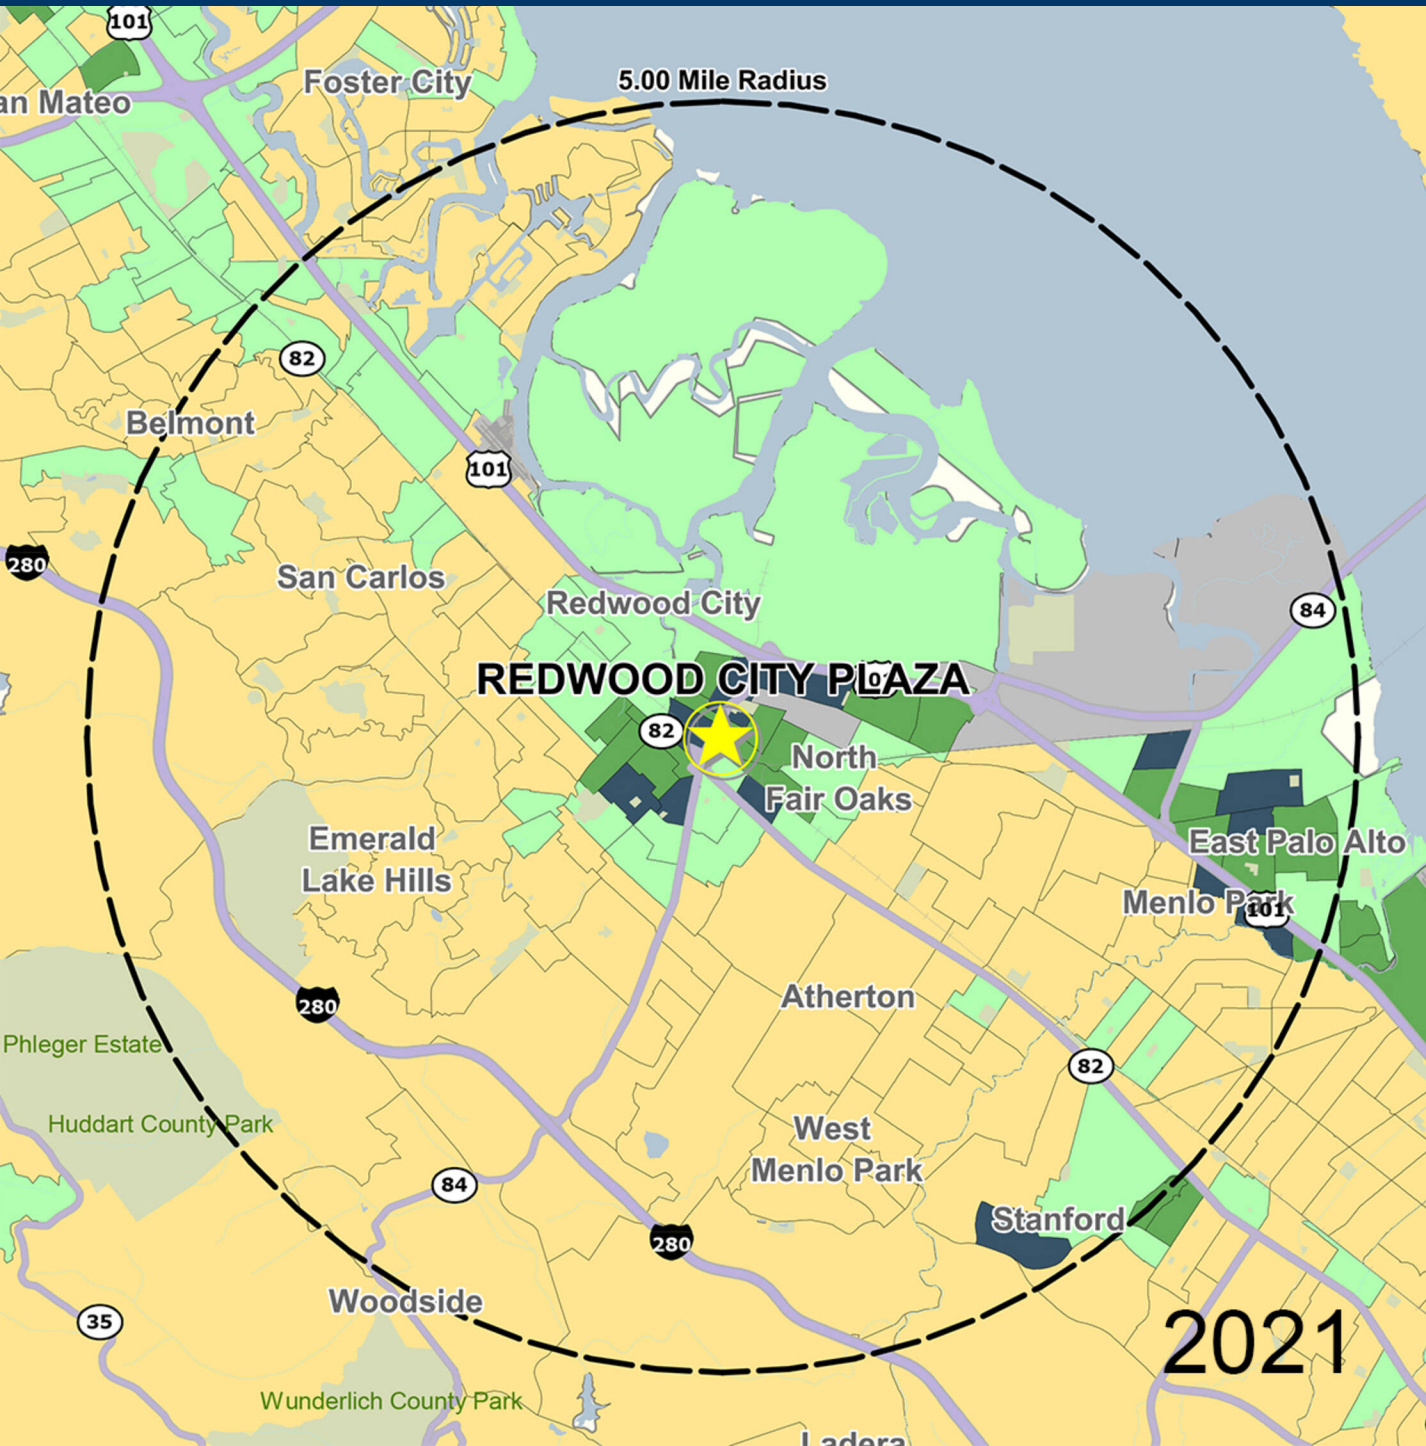 101
Foster City
5.00 Mile Radius
an Mateo
82
Belmont
101
280
San Carlos
Redwood City
84
REDWOOD CITY PLAZA
82
North
Fair Oaks
Emerald
Lake Hills
East Palo Alto
Menlo Park
101
280
Atherton
Phleger Estate
82
Huddart County Park
West
Menlo Park
84
Stanford
280
Woodside
35
2021
Wunderlich County Park
Ladera